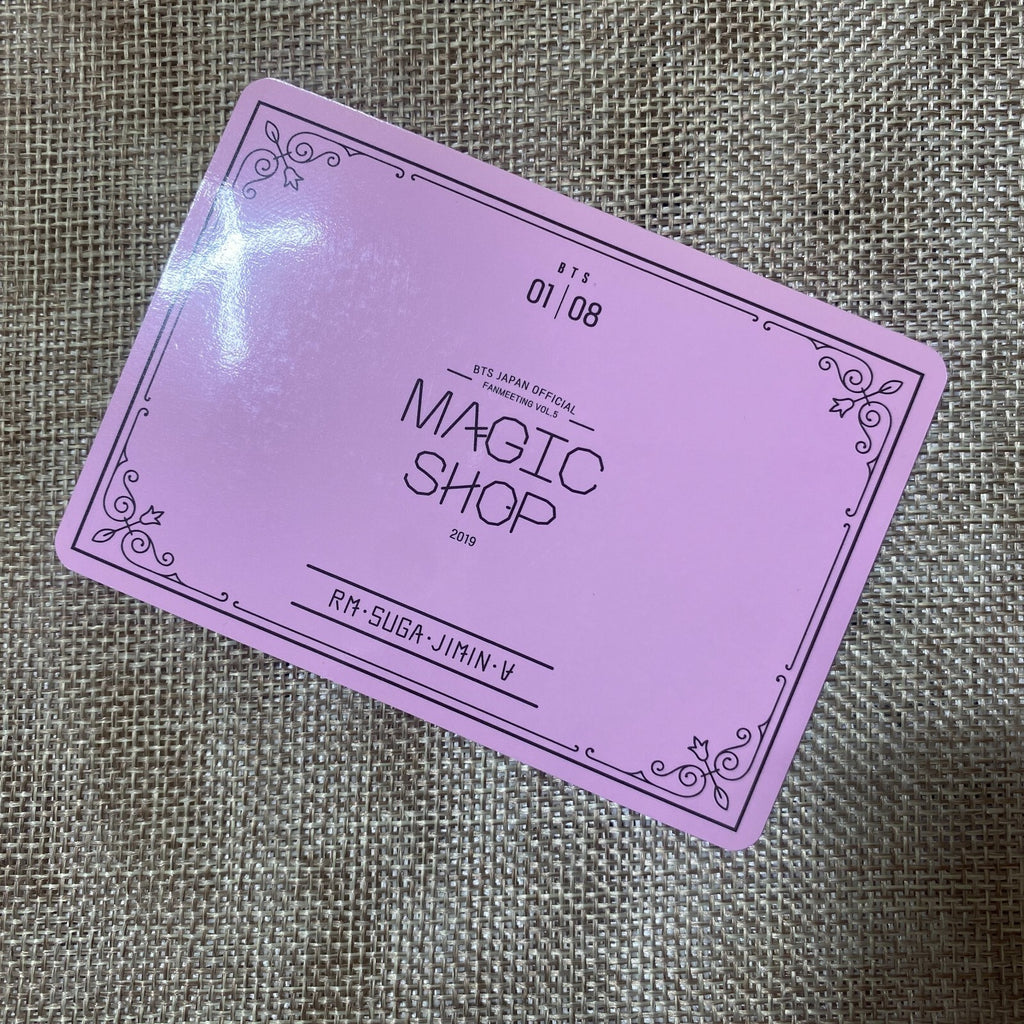 BTS
01|08
BTS JAPAN OFFICIAL
FANMEETING VOL.5
MAGIC
SHOP
2019
RM·SUGA·JIMIN·V